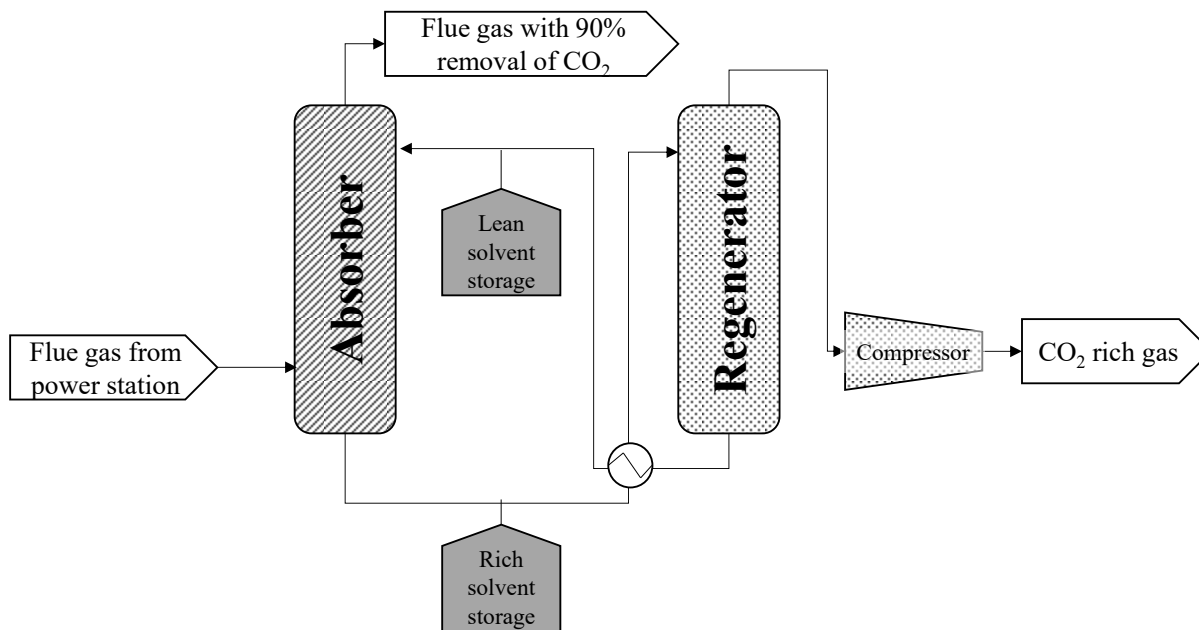 Flue gas with 90%
removal of CO₂
Absorber
Regenerator
Lean
solvent
storage
Flue gas from
power station
Compressor
CO₂ rich gas
Rich
solvent
storage